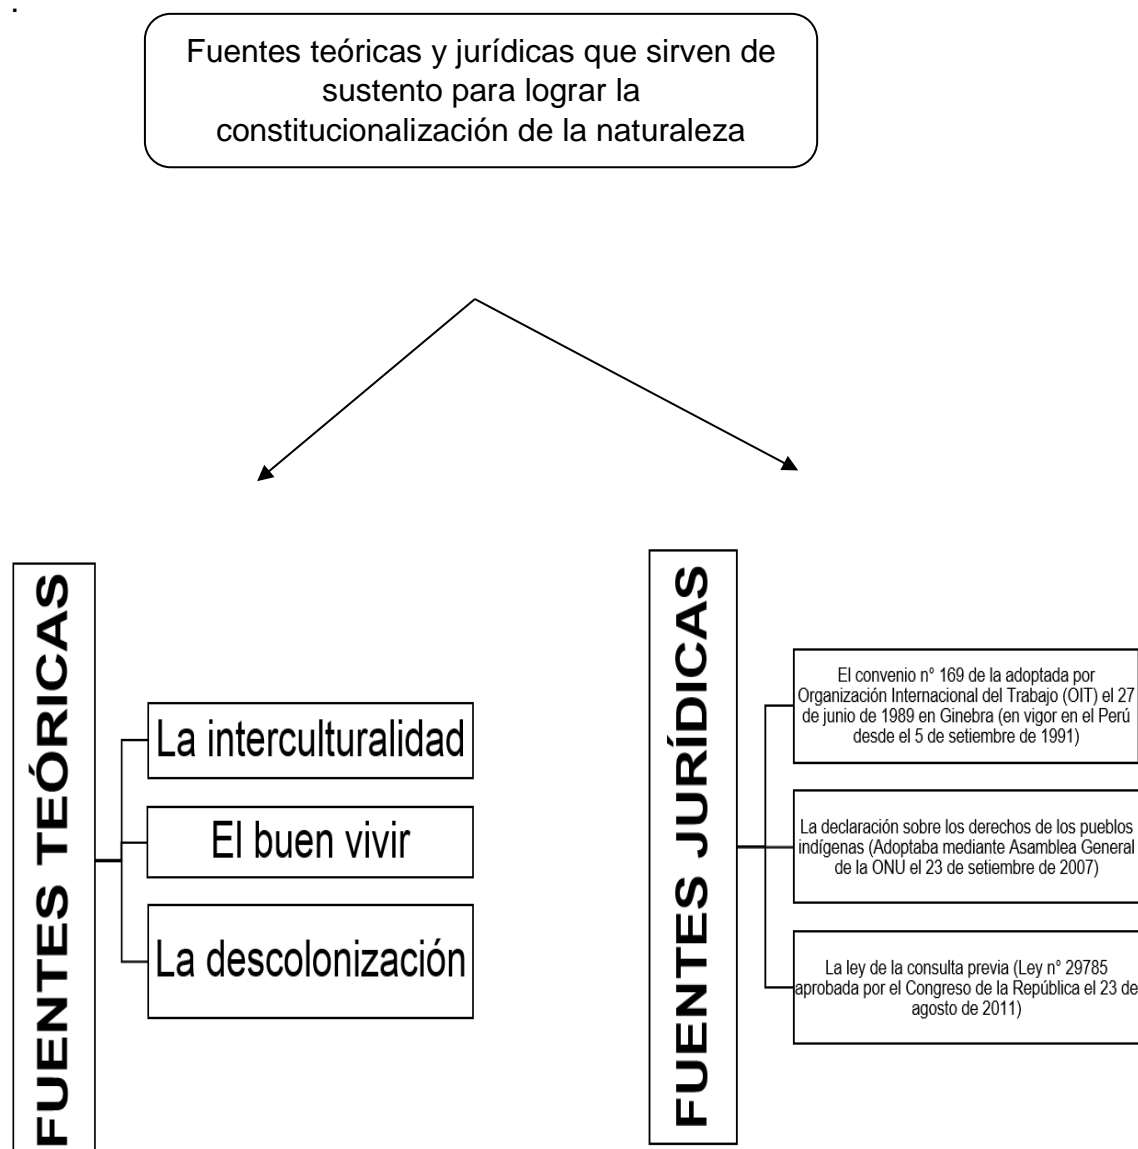 .
Fuentes teóricas y jurídicas que sirven de
sustento para lograr la
constitucionalización de la naturaleza
FUENTES TEÓRICAS
La interculturalidad
El buen vivir
La descolonización
FUENTES JURÍDICAS
El convenio n° 169 de la adoptada por
Organización Internacional del Trabajo (OIT) el 27
de junio de 1989 en Ginebra (en vigor en el Perú
desde el 5 de setiembre de 1991)
La declaración sobre los derechos de los pueblos
indígenas (Adoptaba mediante Asamblea General
de la ONU el 23 de setiembre de 2007)
La ley de la consulta previa (Ley n° 29785
aprobada por el Congreso de la República el 23 de
agosto de 2011)